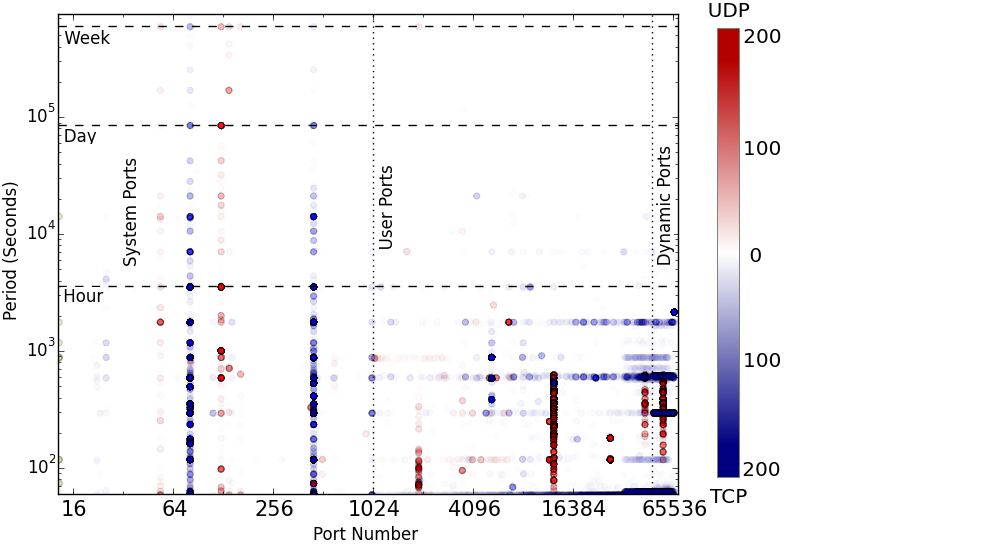 UDP
200
100
0
100
200
TCP
Week
Day
Hour
System Ports
User Ports
Dynamic Ports
Period (Seconds)
10^5
10^4
10^3
10^2
16 64 256 1024 4096 16384 65536
Port Number